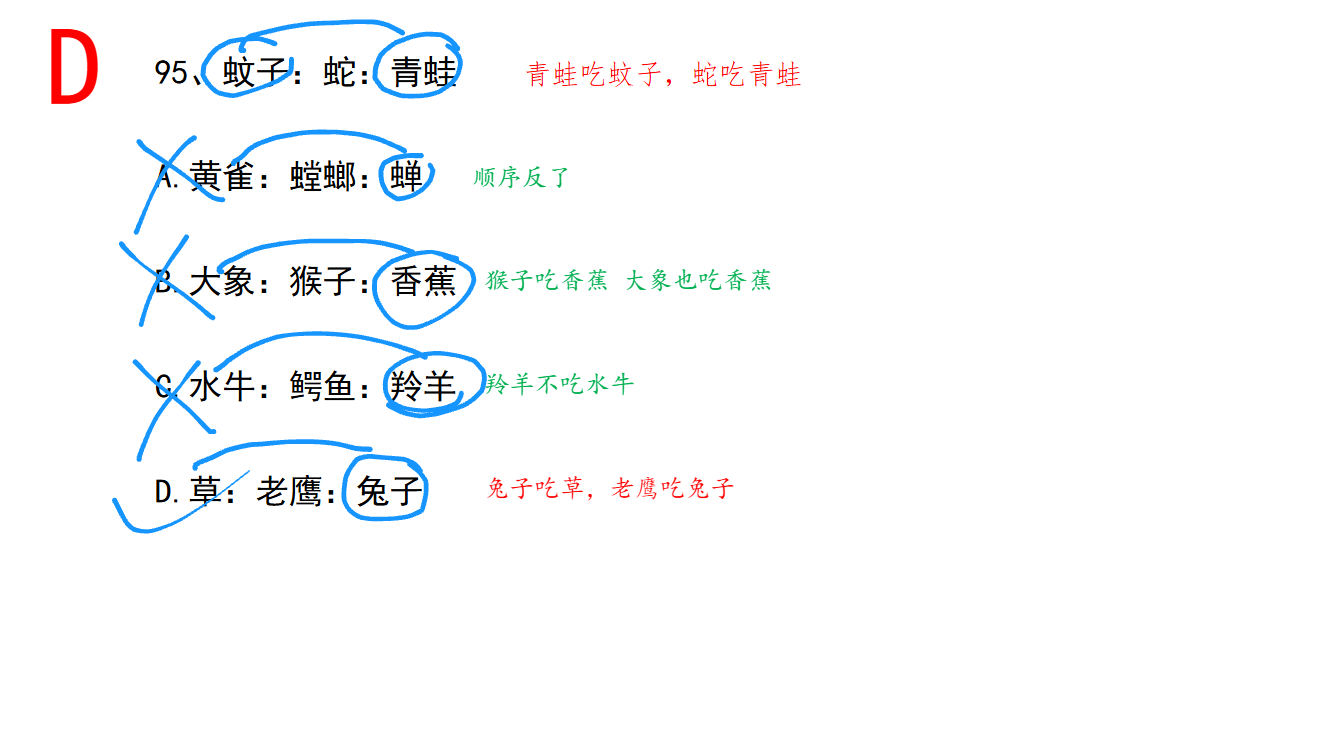 D
95、蚊子：蛇：青蛙 青蛙吃蚊子，蛇吃青蛙
A.黄雀：螳螂：蝉 顺序反了
B.大象：猴子：香蕉 猴子吃香蕉 大象也吃香蕉
C.水牛：鳄鱼：羚羊 羚羊不吃水牛
D.草：老鹰：兔子 兔子吃草，老鹰吃兔子